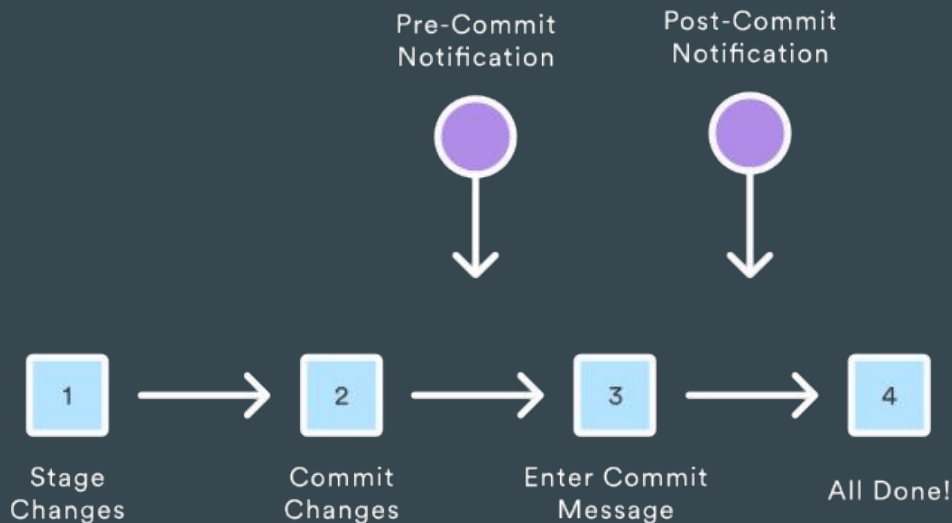 Pre-Commit
Notification
Post-Commit
Notification
1
2
3
4
Stage
Changes
Commit
Changes
Enter Commit
Message
All Done!